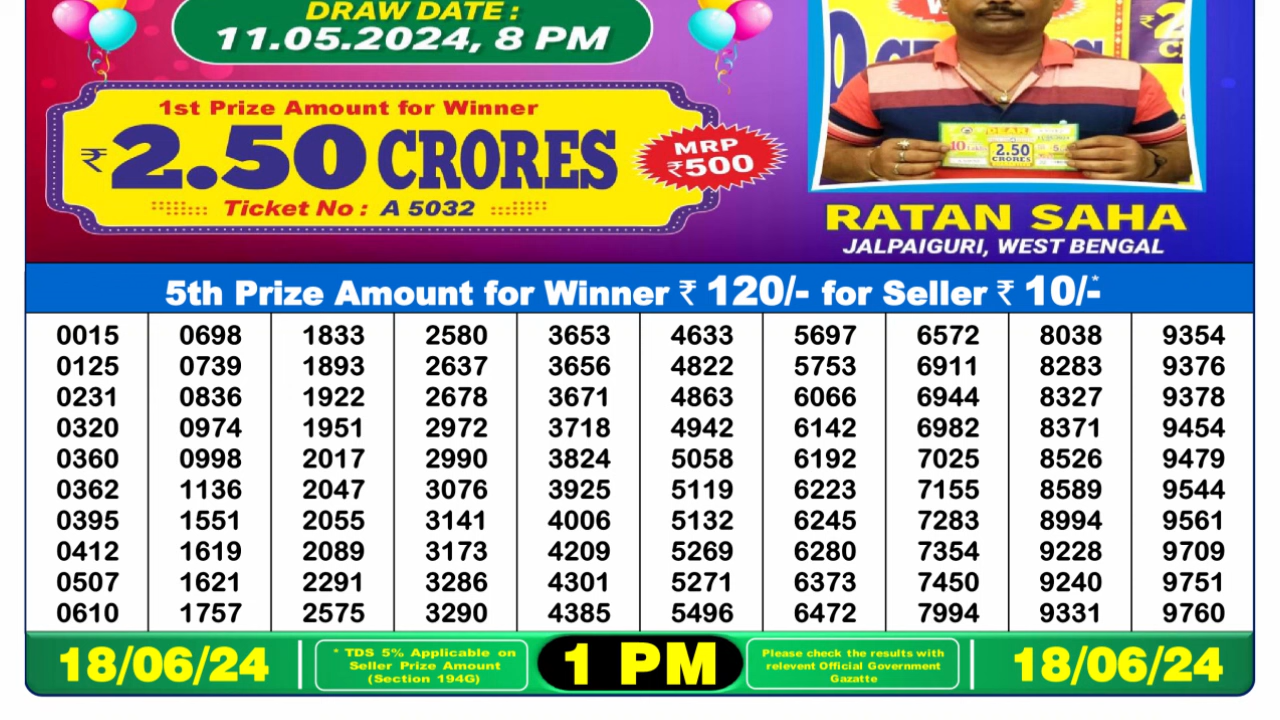 DRAW DATE :
11.05.2024, 8 PM
1st Prize Amount for Winner
₹ 2.50 CRORES
MRP
₹500
Ticket No : A 5032
DEAR
10
2.50
CRORES
RATAN SAHA
JALPAIGURI, WEST BENGAL
5th Prize Amount for Winner ₹ 120/- for Seller ₹ 10/-*
0015 0698 1833 2580 3653 4633 5697 6572 8038 9354
0125 0739 1893 2637 3656 4822 5753 6911 8283 9376
0231 0836 1922 2678 3671 4863 6066 6944 8327 9378
0320 0974 1951 2972 3718 4942 6142 6982 8371 9454
0360 0998 2017 2990 3824 5058 6192 7025 8526 9479
0362 1136 2047 3076 3925 5119 6223 7155 8589 9544
0395 1551 2055 3141 4006 5132 6245 7283 8994 9561
0412 1619 2089 3173 4209 5269 6280 7354 9228 9709
0507 1621 2291 3286 4301 5271 6373 7450 9240 9751
0610 1757 2575 3290 4385 5496 6472 7994 9331 9760
18/06/24
* TDS 5% Applicable on
Seller Prize Amount
(Section 194G)
1 PM
Please check the results with
relevent Official Government
Gazatte
18/06/24